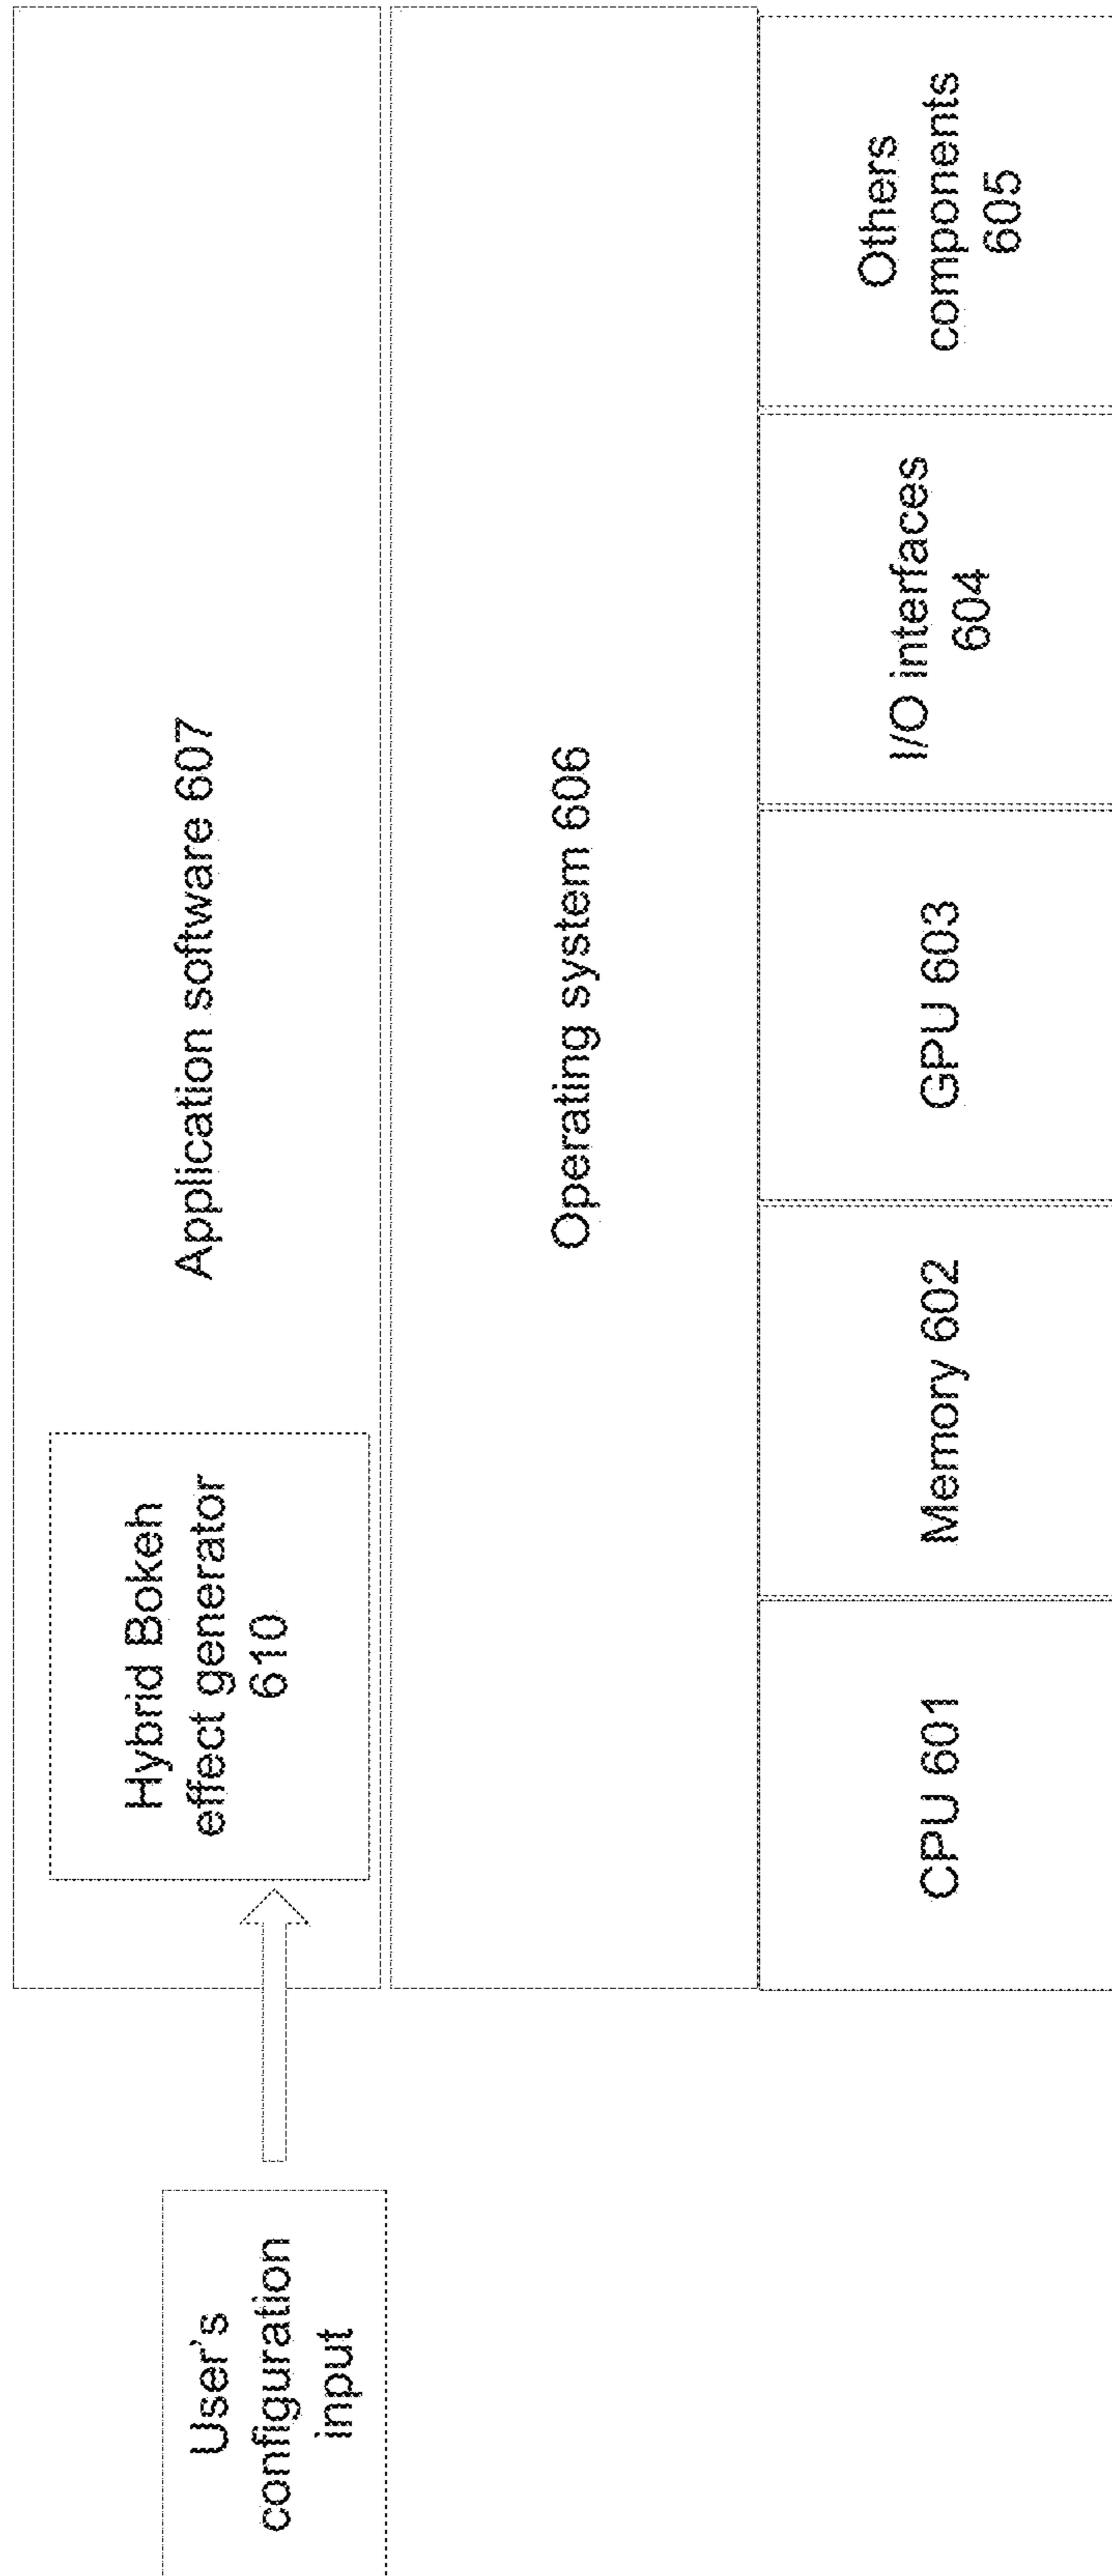 User's
configuration
input
Hybrid Bokeh
effect generator
610
Application software 607
Operating system 606
CPU 601
Memory 602
GPU 603
I/O interfaces
604
Others
components
605